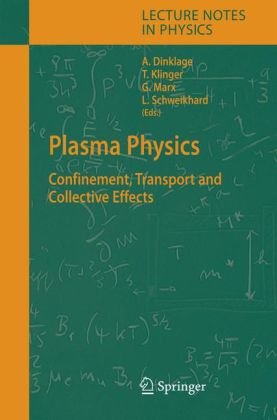 LECTURE NOTES
IN PHYSICS
A. Dinklage
T. Klinger
G. Marx
L. Schweikhard
(Eds.)
Plasma Physics
Confinement, Transport and
Collective Effects
Springer